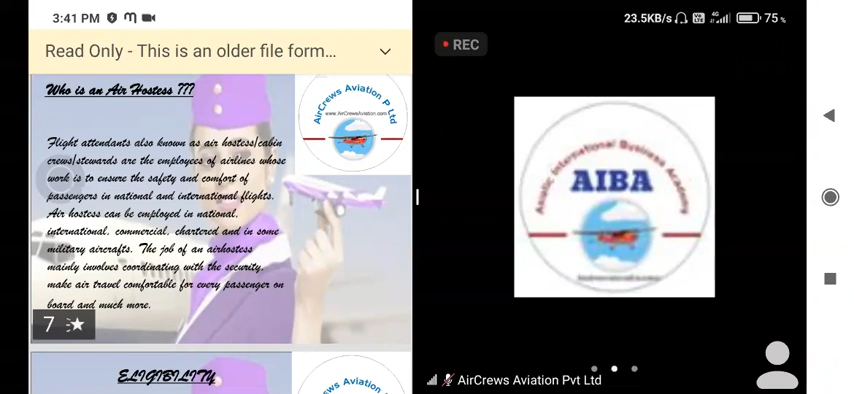 3:41 PM
Read Only - This is an older file form...
Who is an Air Hostess ???
AirCrews Aviation P Ltd
www.AirCrewsAviation.com
Flight attendants also known as air hostess/cabin
crews/stewards are the employees of airlines whose
work is to ensure the safety and comfort of
passengers in national and international flights.
Air hostess can be employed in national,
international, commercial, chartered and in some
military aircrafts. The job of an airhostess
mainly involves coordinating with the security,
make air travel comfortable for every passenger on
board and much more.
7
ELIGIBILITY
AirCrews Aviation P Ltd
23.5KB/s 4G 75%
REC
Asiatic International Business Academy
AIBA
AirCrews Aviation Pvt Ltd